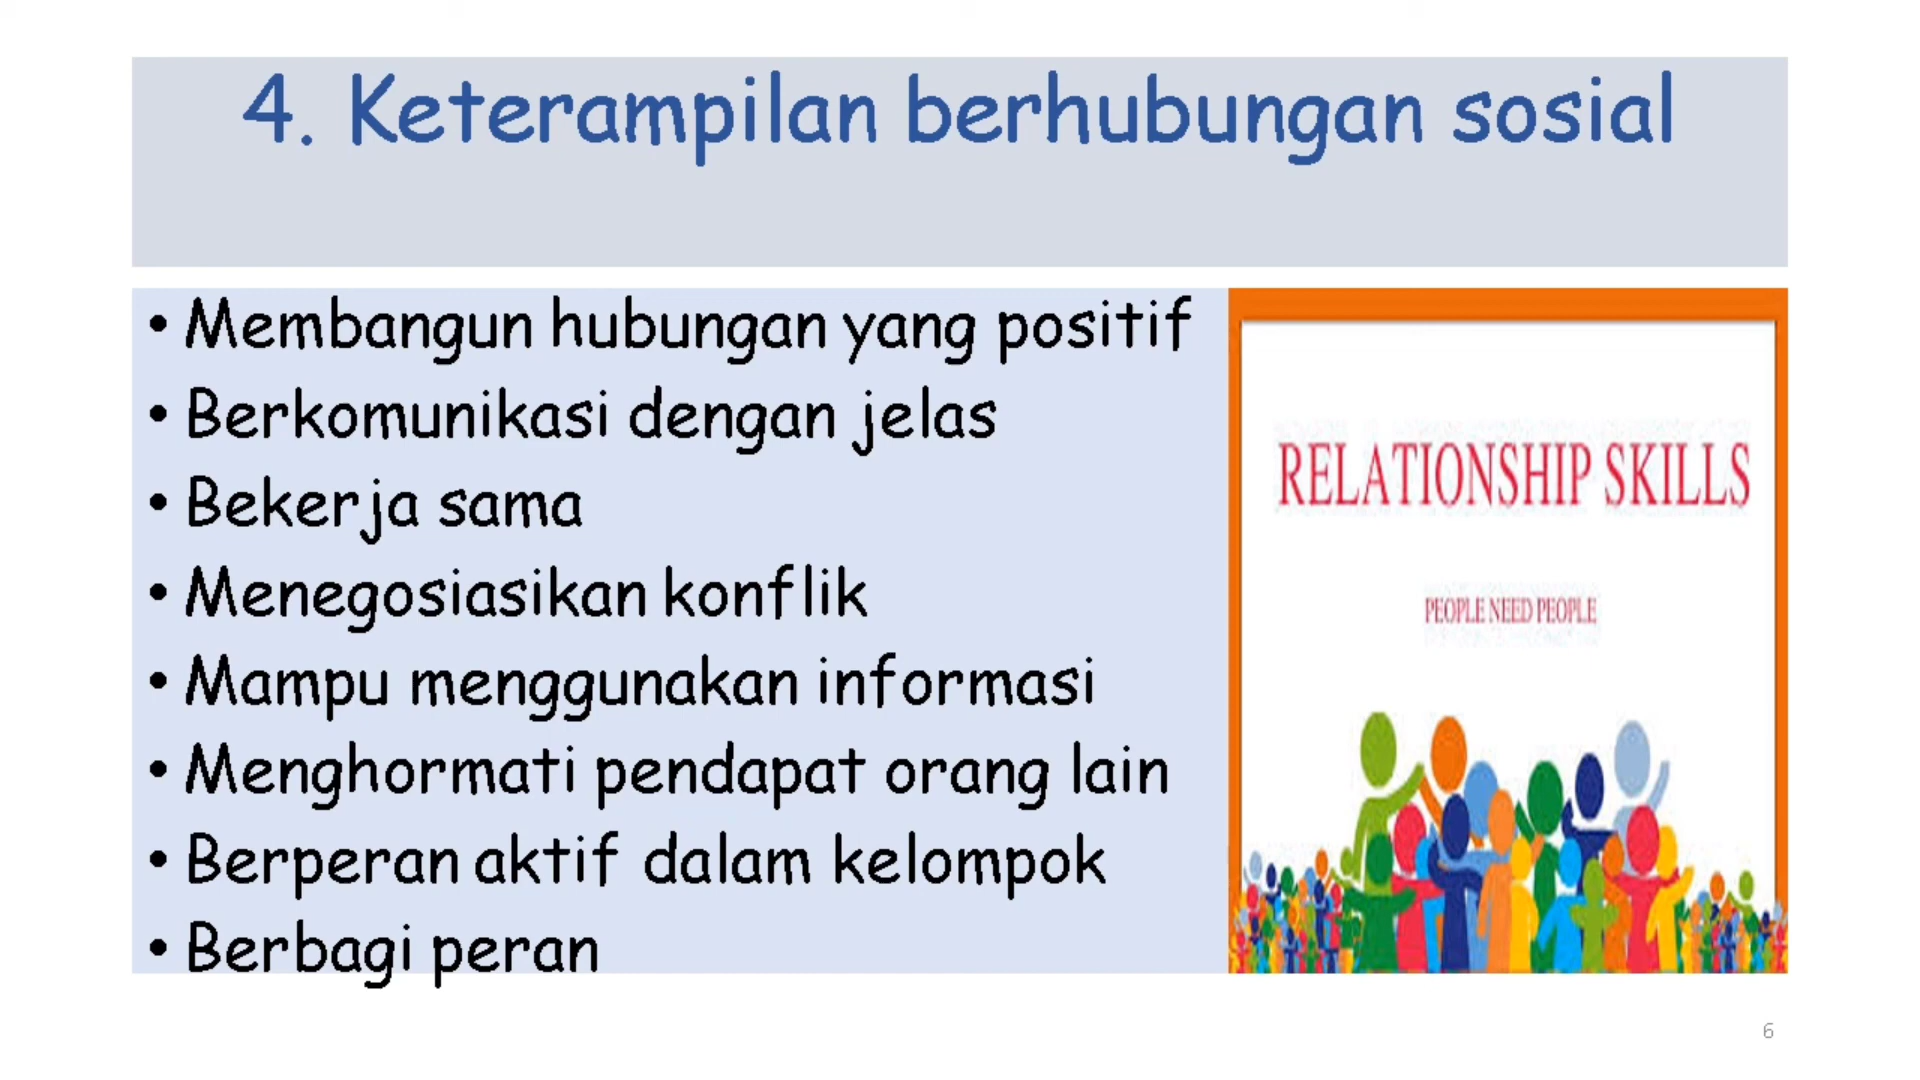 4. Keterampilan berhubungan sosial
• Membangun hubungan yang positif
• Berkomunikasi dengan jelas
• Bekerja sama
• Menegosiasikan konflik
• Mampu menggunakan informasi
• Menghormati pendapat orang lain
• Berperan aktif dalam kelompok
• Berbagi peran
RELATIONSHIP SKILLS
PEOPLE NEED PEOPLE
6